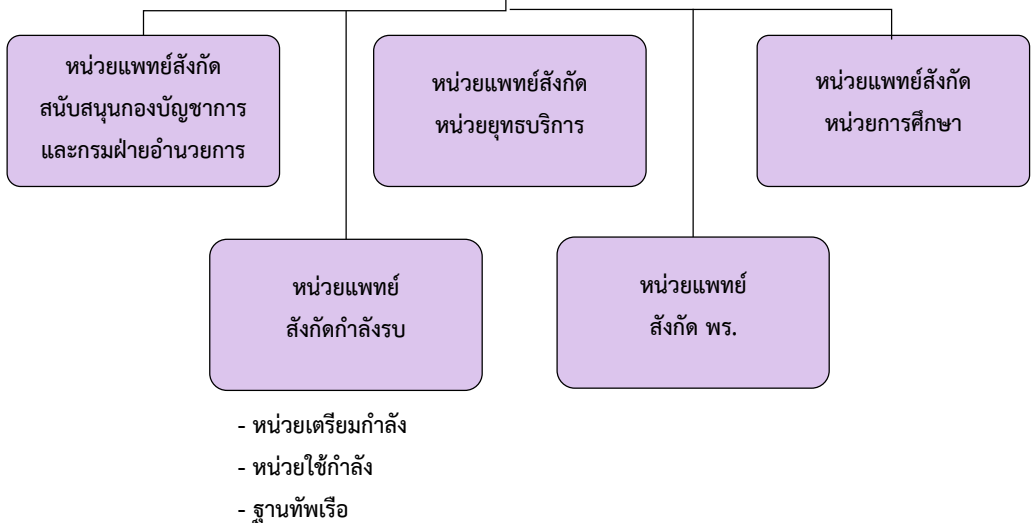 หน่วยแพทย์สังกัด
สนับสนุนกองบัญชาการ
และกรมฝ่ายอำนวยการ
หน่วยแพทย์สังกัด
หน่วยยุทธบริการ
หน่วยแพทย์สังกัด
หน่วยการศึกษา
หน่วยแพทย์
สังกัดกำลังรบ
หน่วยแพทย์
สังกัด พร.
- หน่วยเตรียมกำลัง
- หน่วยใช้กำลัง
- ฐานทัพเรือ